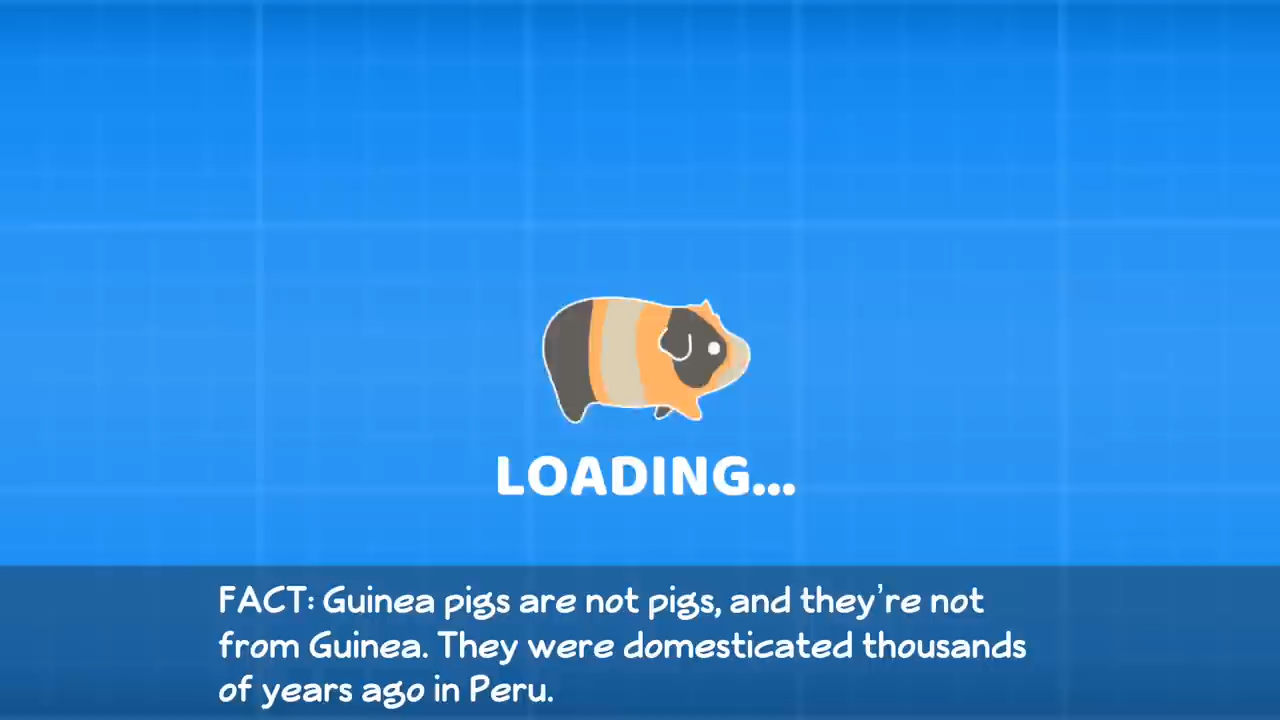 LOADING...
FACT: Guinea pigs are not pigs, and they're not
from Guinea. They were domesticated thousands
of years ago in Peru.